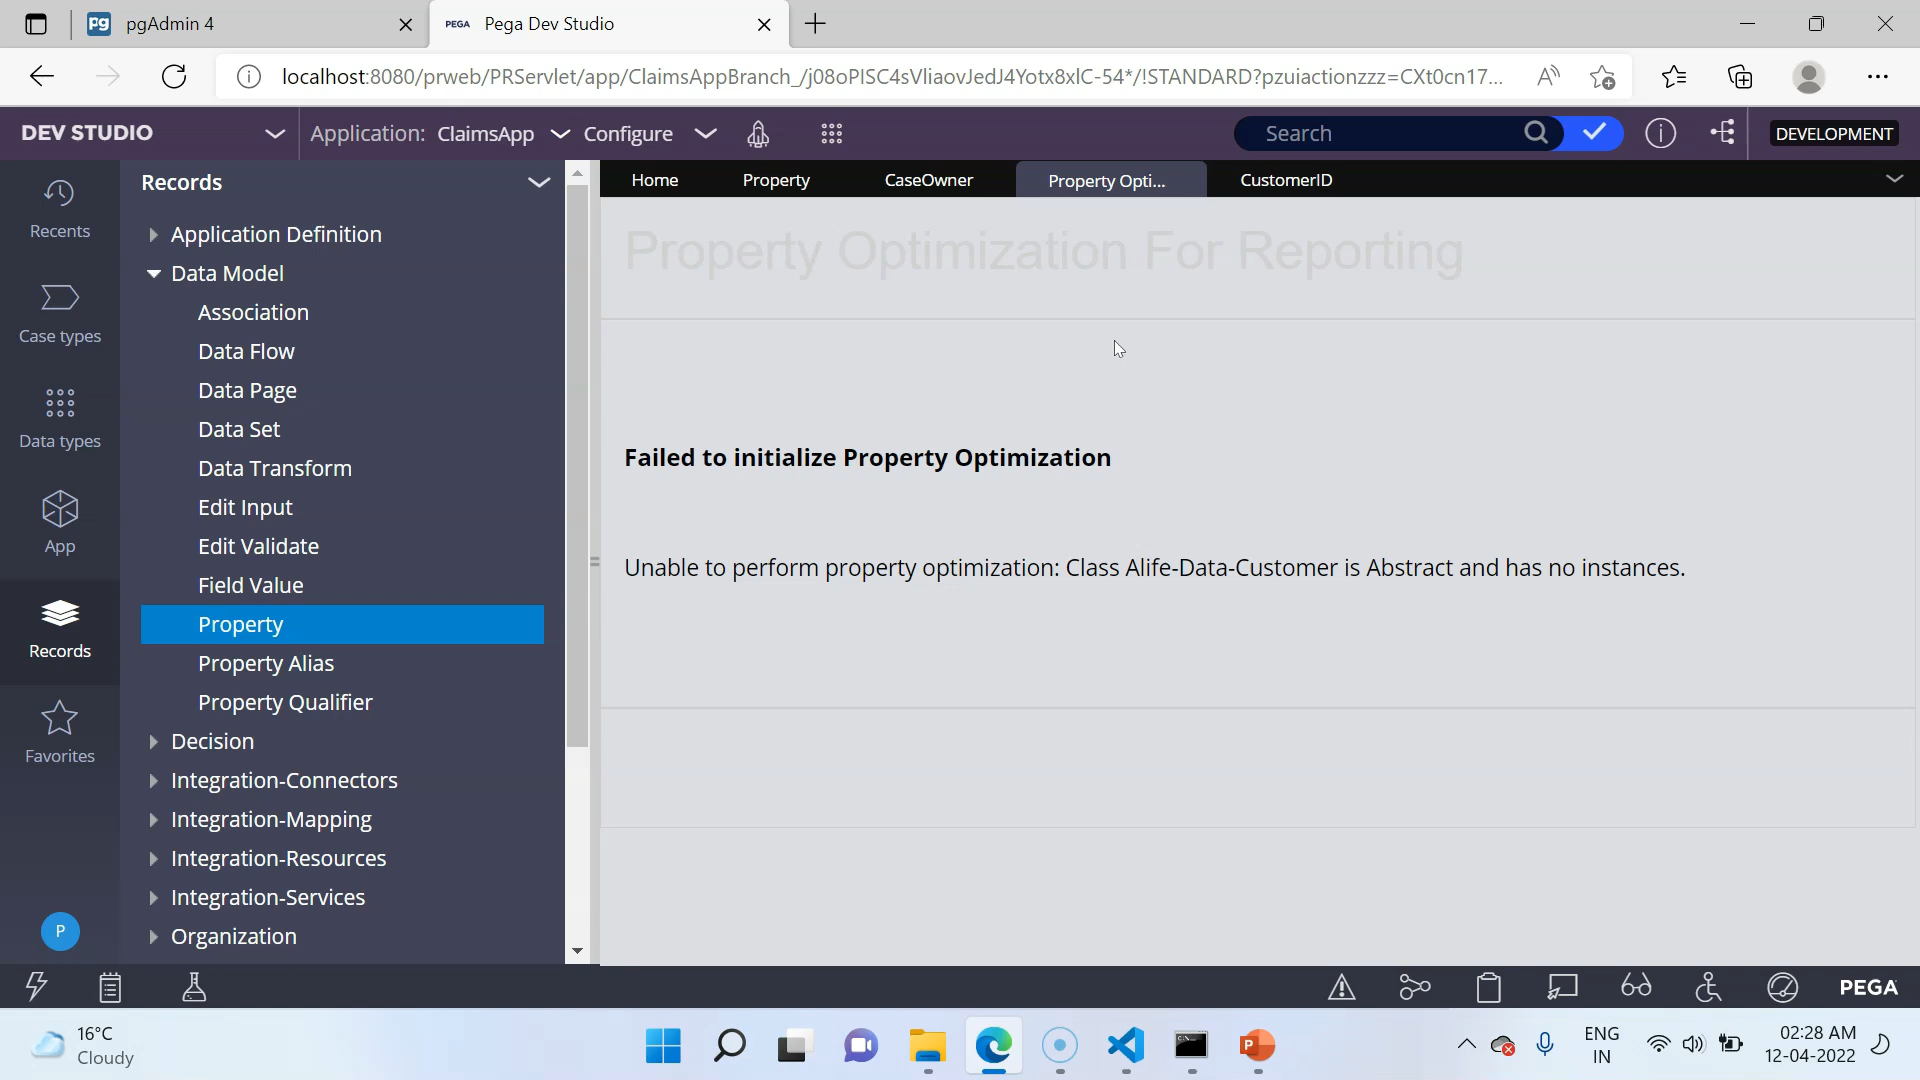 pg
pgAdmin 4
PEGA
Pega Dev Studio
localhost:8080/prweb/PRServlet/app/ClaimsAppBranch_/j08oPISC4sVliaovJedJ4Yotx8xlC-54*/!STANDARD?pzuiactionzzz=CXt0cn17...
DEV STUDIO
Application: ClaimsApp
Configure
Search
DEVELOPMENT
Recents
Case types
Data types
App
Records
Favorites
P
Records
Application Definition
Data Model
Association
Data Flow
Data Page
Data Set
Data Transform
Edit Input
Edit Validate
Field Value
Property
Property Alias
Property Qualifier
Decision
Integration-Connectors
Integration-Mapping
Integration-Resources
Integration-Services
Organization
Home
Property
CaseOwner
Property Opti...
CustomerID
Property Optimization For Reporting
Failed to initialize Property Optimization
Unable to perform property optimization: Class Alife-Data-Customer is Abstract and has no instances.
PEGA
16°C
Cloudy
ENG
IN
02:28 AM
12-04-2022